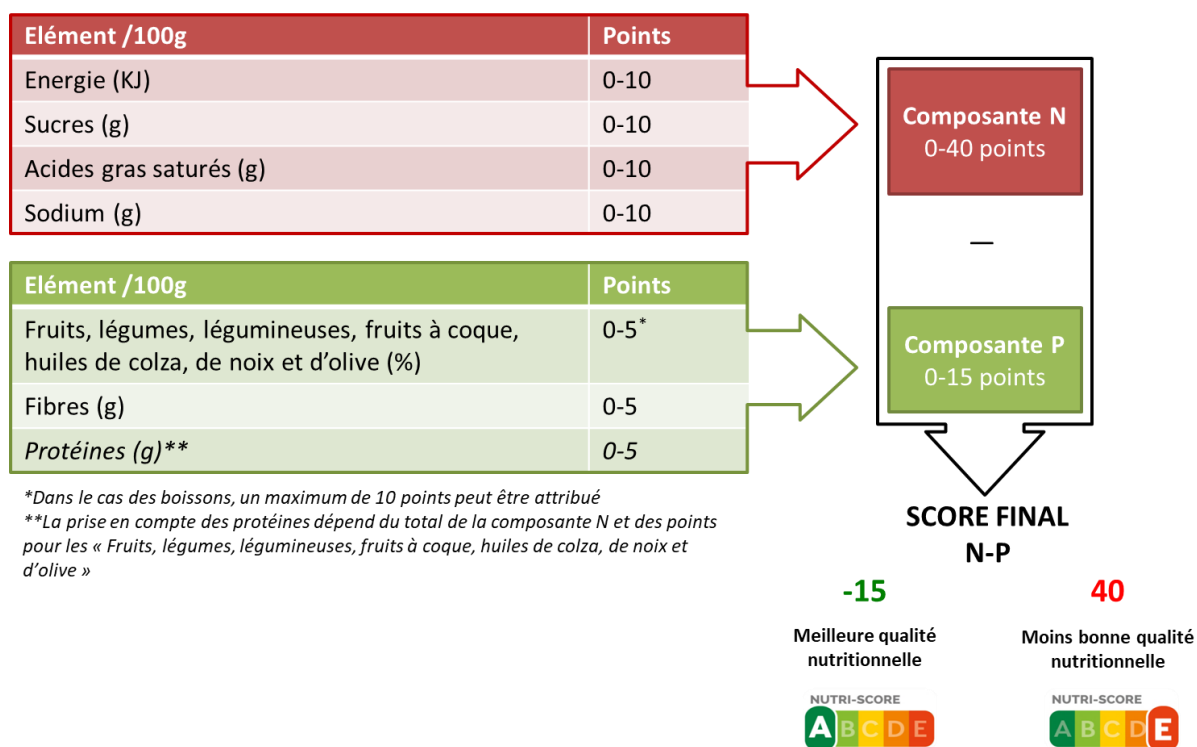 Elément /100g Points
Energie (KJ) 0-10
Sucres (g) 0-10
Acides gras saturés (g) 0-10
Sodium (g) 0-10
Composante N
0-40 points
—
Elément /100g Points
Fruits, légumes, légumineuses, fruits à coque,
huiles de colza, de noix et d’olive (%) 0-5*
Fibres (g) 0-5
Protéines (g)** 0-5
Composante P
0-15 points
*Dans le cas des boissons, un maximum de 10 points peut être attribué
**La prise en compte des protéines dépend du total de la composante N et des points
pour les « Fruits, légumes, légumineuses, fruits à coque, huiles de colza, de noix et
d’olive »
SCORE FINAL
N-P
-15
Meilleure qualité
nutritionnelle
NUTRI-SCORE
A B C D E
40
Moins bonne qualité
nutritionnelle
NUTRI-SCORE
A B C D E